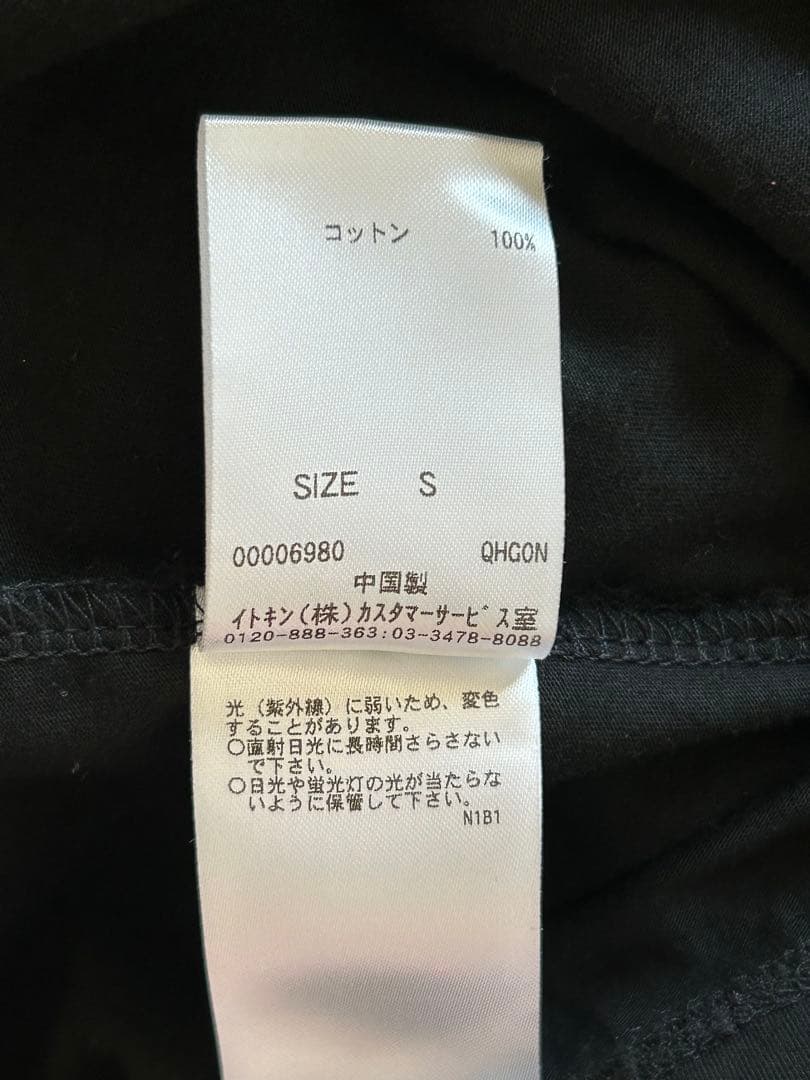 コットン 100%
SIZE S
00006980 QHGON
中国製
イトキン(株)カスタマーサービス室
0120-888-363:03-3478-8088
光(紫外線)に弱いため、変色
することがあります。
○直射日光に長時間さらさない
で下さい。
○日光や蛍光灯の光が当たらな
いように保管して下さい。
N1B1